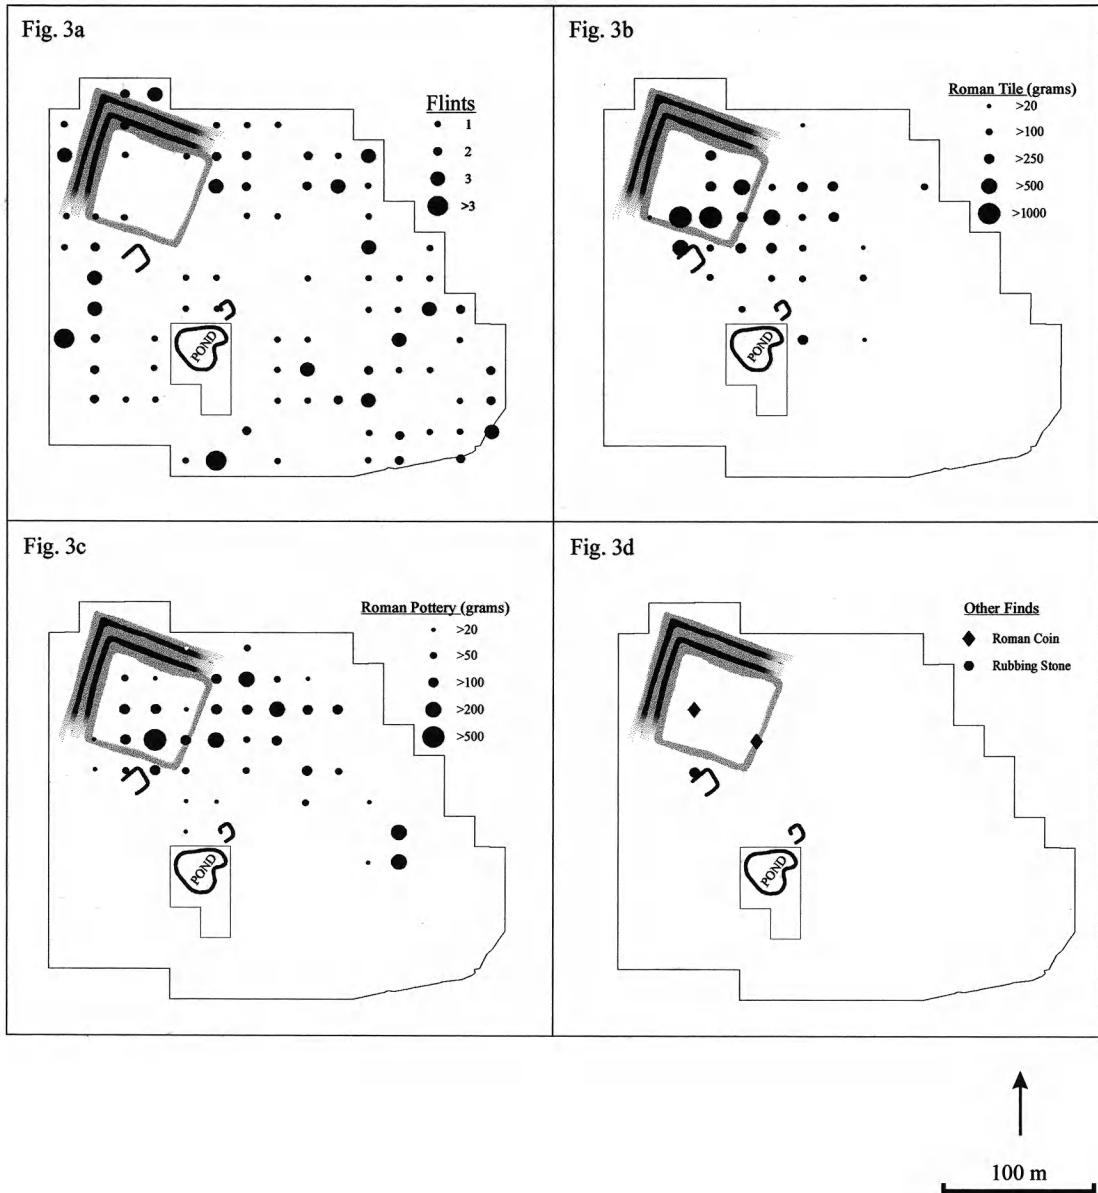 Fig. 3a
Flints
1
2
3
>3
POND
Fig. 3b
Roman Tile (grams)
>20
>100
>250
>500
>1000
POND
Fig. 3c
Roman Pottery (grams)
>20
>50
>100
>200
>500
POND
Fig. 3d
Other Finds
Roman Coin
Rubbing Stone
POND
100 m